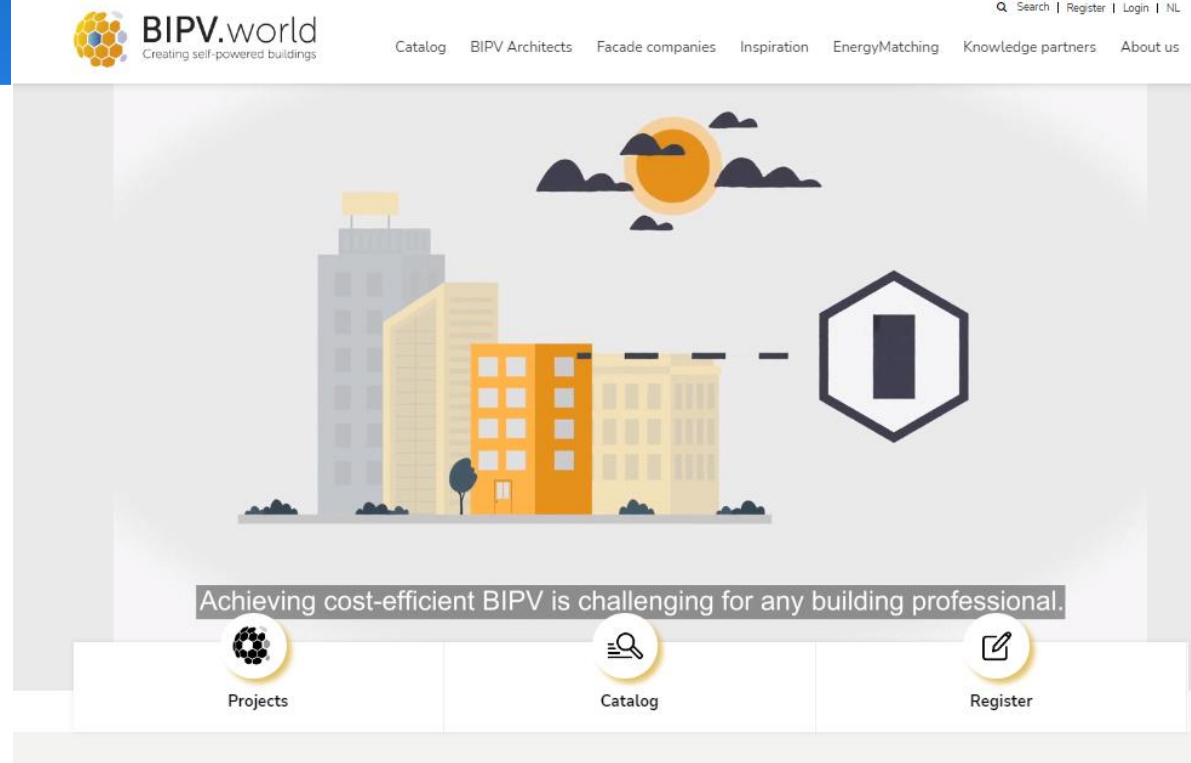 Search | Register | Login | NL
BIPV.world
Creating self-powered buildings
Catalog BIPV Architects Facade companies Inspiration EnergyMatching Knowledge partners About us
Achieving cost-efficient BIPV is challenging for any building professional.
Projects Catalog Register